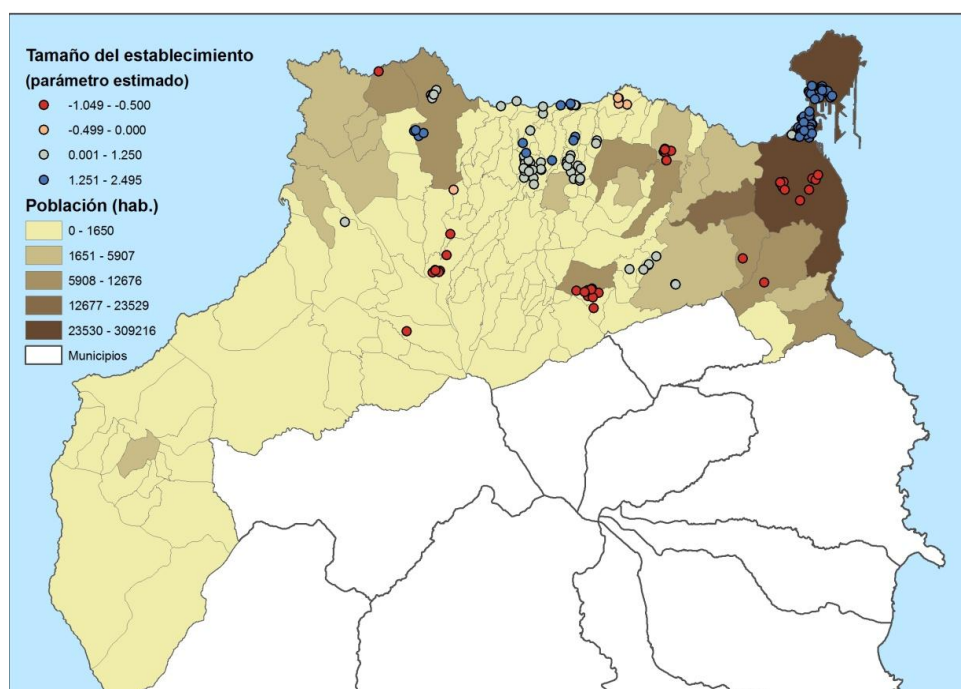 Tamaño del establecimiento
(parámetro estimado)
-1.049 - -0.500
-0.499 - 0.000
0.001 - 1.250
1.251 - 2.495
Población (hab.)
0 - 1650
1651 - 5907
5908 - 12676
12677 - 23529
23530 - 309216
Municipios